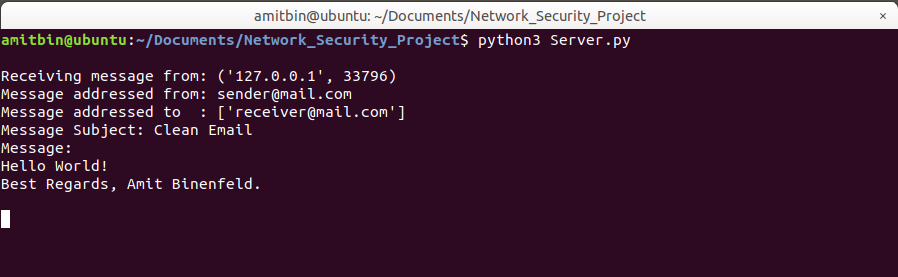 amitbin@ubuntu: ~/Documents/Network_Security_Project ×
amitbin@ubuntu:~/Documents/Network_Security_Project$ python3 Server.py
Receiving message from: ('127.0.0.1', 33796)
Message addressed from: sender@mail.com
Message addressed to  : ['receiver@mail.com']
Message Subject: Clean Email
Message:
Hello World!
Best Regards, Amit Binenfeld.